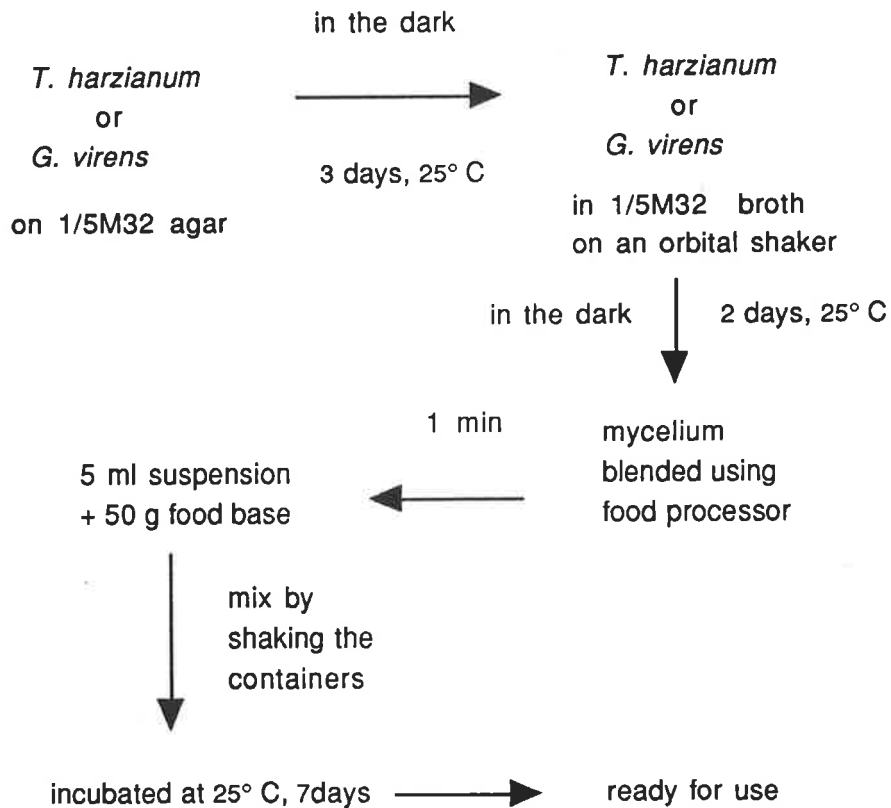 in the dark
T. harzianum
or
G. virens
on 1/5M32 agar
3 days, 25° C
T. harzianum
or
G. virens
in 1/5M32 broth
on an orbital shaker
in the dark
2 days, 25° C
mycelium
blended using
food processor
1 min
5 ml suspension
+ 50 g food base
mix by
shaking the
containers
incubated at 25° C, 7days
ready for use